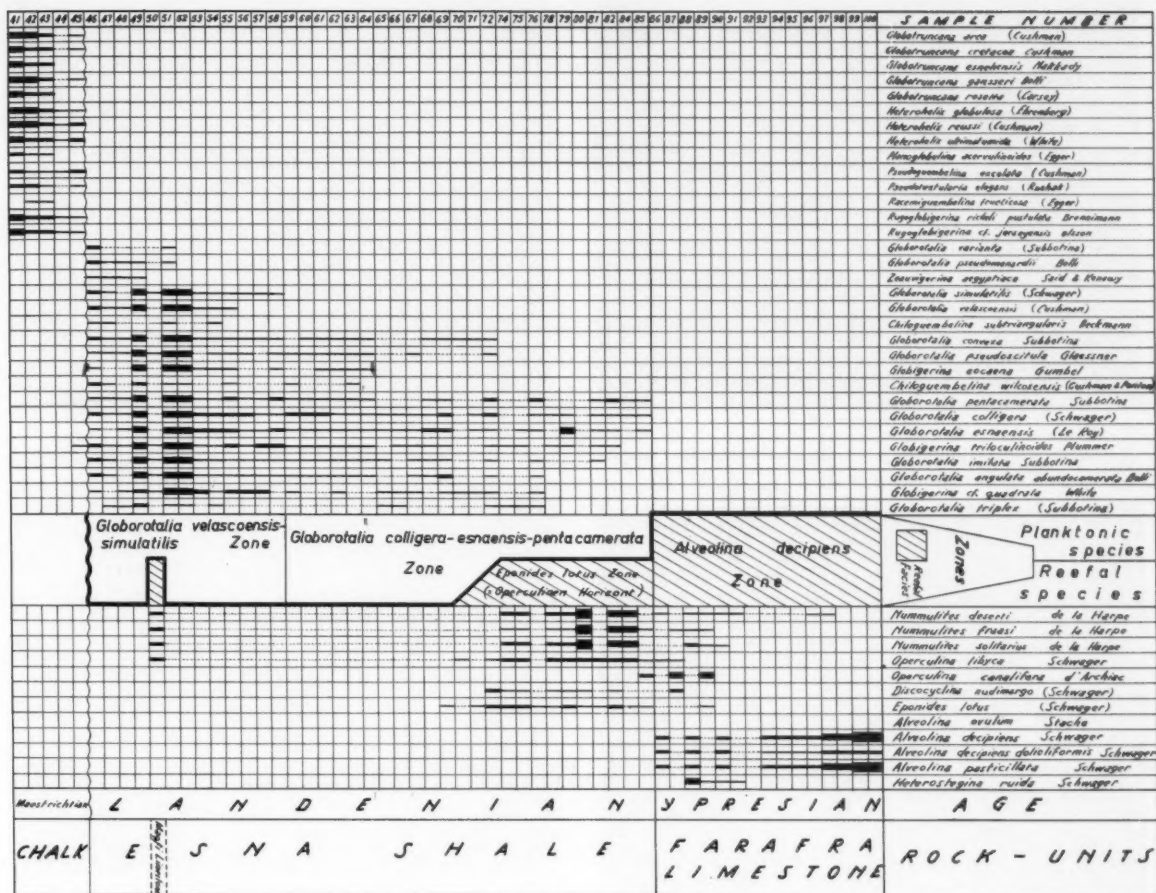 41 42 43 44 45 46 47 48 49 50 51 52 53 54 55 56 57 58 59 60 61 62 63 64 65 66 67 68 69 70 71 72 74 75 76 78 79 80 81 82 84 85 86 87 88 89 90 91 92 93 94 95 96 97 98 99 100 SAMPLE NUMBER
Globotruncana arca (Cushman)
Globotruncana cretacea Cushman
Globotruncana esnehensis Nakkady
Globotruncana gansseri Bolli
Globotruncana rosetta (Carsey)
Heterohelix globulosa (Ehrenberg)
Heterohelix reussi (Cushman)
Heterohelix ultimatumida (White)
Planoglobulina acervulinoides (Egger)
Pseudoguembelina excolata (Cushman)
Pseudotextularia elegans (Rzehak)
Racemiguembelina fructicosa (Egger)
Rugoglobigerina pustulata Bronnimann
Rugoglobigerina cf. jerseyensis olsson
Globorotalia varianta (Subbotina)
Globorotalia pseudomenardii Bolli
Zeauvigerina aegyptiaca Said & Kenawy
Globorotalia simulatilis (Schwager)
Globorotalia velascoensis (Cushman)
Chiloguembelina subtriangularis Beckmann
Globorotalia convexa Subbotina
Globorotalia pseudoscitula Glaessner
Globigerina eocaena Gumbel
Chiloguembelina wilcoxensis (Cushman & Ponton)
Globorotalia pentacamerata Subbotina
Globorotalia colligera (Schwager)
Globorotalia esnaensis (Le Roy)
Globigerina triloculinoides Plummer
Globorotalia imitata Subbotina
Globorotalia angulata abundocamerata Bolli
Globigerina cf. quadrata White
Globorotalia triplex (Subbotina)
Globorotalia velascoensis-
simulatilis Zone
Globorotalia colligera-esnaensis-pentacamerata
Zone
Eponides lotus Zone
(Operculinen Horizont)
Alveolina decipiens
Zone
Reefal
Facies
Zones
Planktonic
species
Reefal
species
Nummulites deserti de la Harpe
Nummulites fraasi de la Harpe
Nummulites solitarius de la Harpe
Operculina libyca Schwager
Operculina canalifera d'Archiac
Discocyclina nudimargo (Schwager)
Eponides lotus (Schwager)
Alveolina ovulum Stache
Alveolina decipiens Schwager
Alveolina decipiens dolioliformis Schwager
Alveolina pasticillata Schwager
Heterostegina ruida Schwager
Maestrichtian LANDENIAN YPRESIAN AGE
CHALK ESNA SHALE FARAFRA
LIMESTONE
ROCK-UNITS